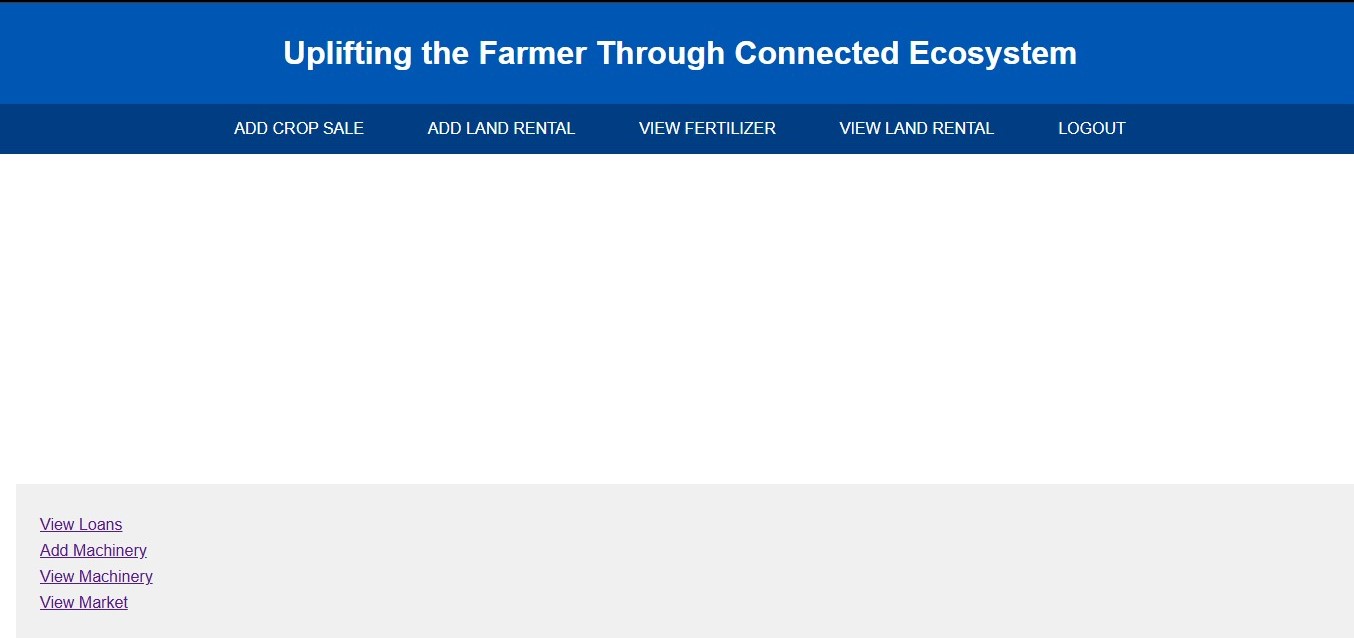 Uplifting the Farmer Through Connected Ecosystem
ADD CROP SALE ADD LAND RENTAL VIEW FERTILIZER VIEW LAND RENTAL LOGOUT
View Loans
Add Machinery
View Machinery
View Market